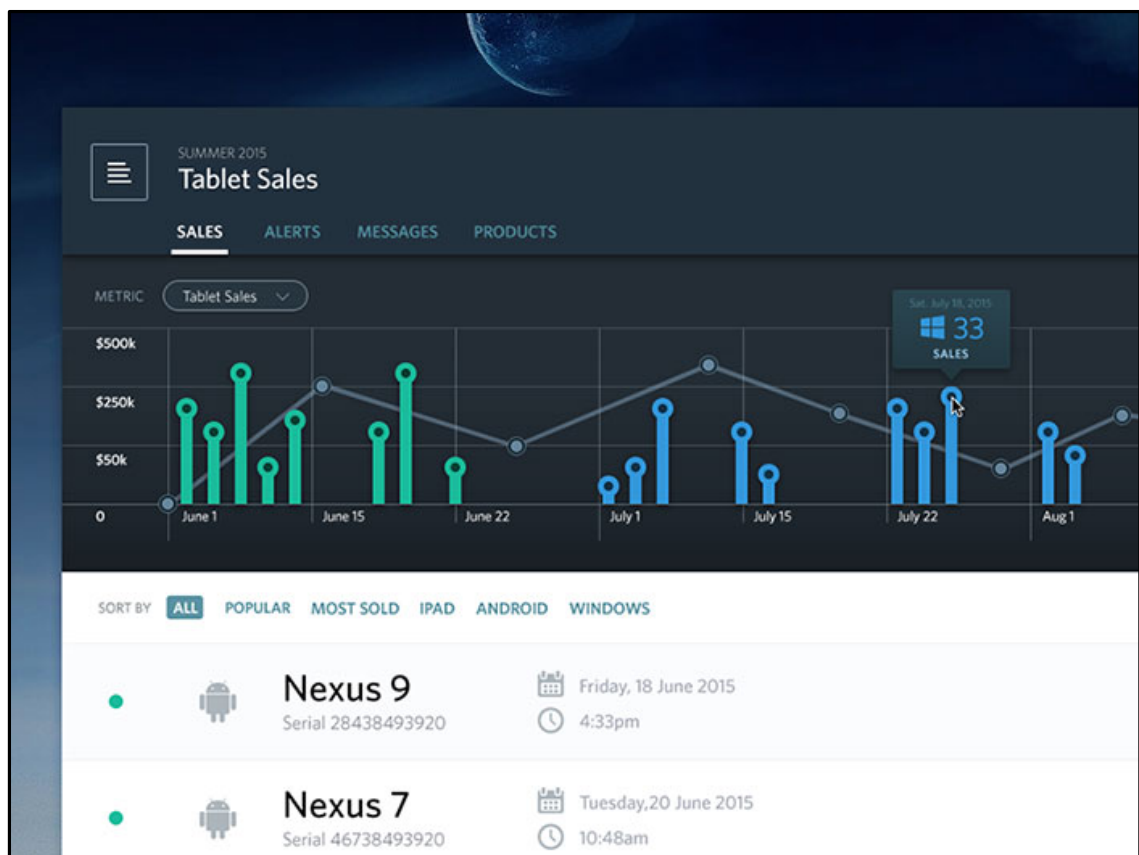 SUMMER 2015
Tablet Sales
SALES ALERTS MESSAGES PRODUCTS
METRIC Tablet Sales
Sat. July 18, 2015
33
SALES
$500k
$250k
$50k
0 June 1 June 15 June 22 July 1 July 15 July 22 Aug 1
SORT BY ALL POPULAR MOST SOLD IPAD ANDROID WINDOWS
Nexus 9 Friday, 18 June 2015
Serial 28438493920 4:33pm
Nexus 7 Tuesday,20 June 2015
Serial 46738493920 10:48am